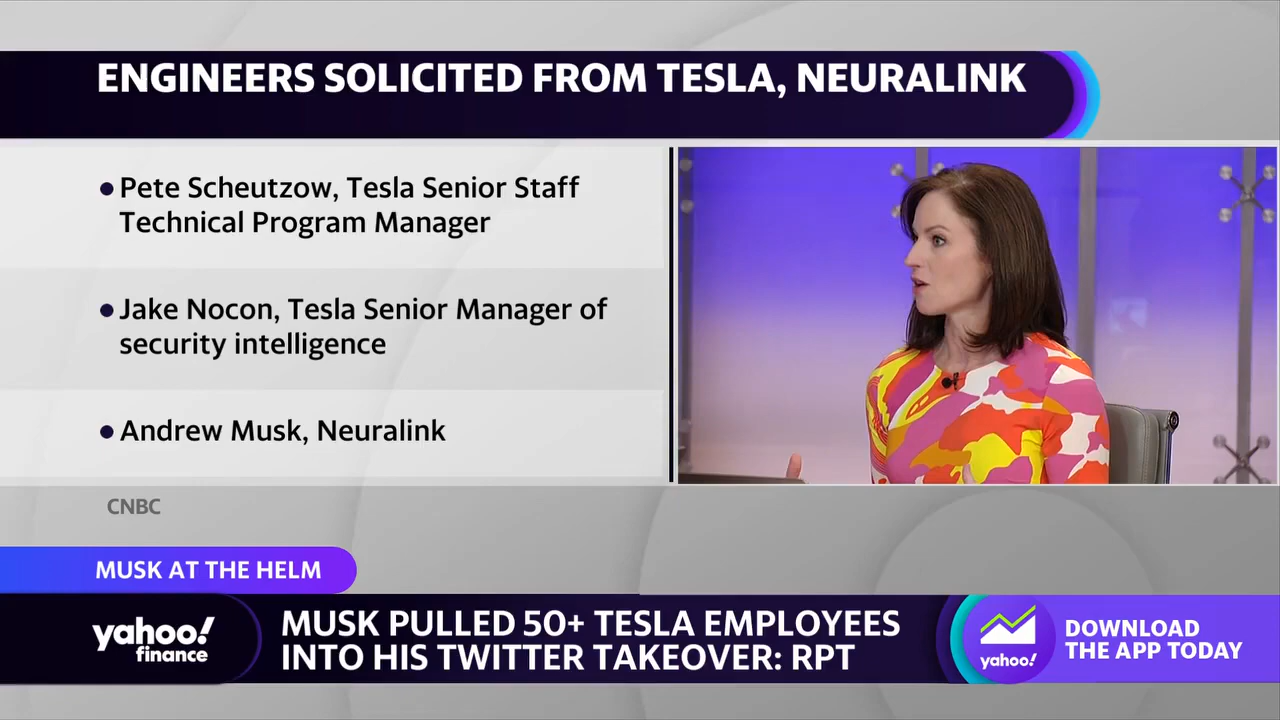 ENGINEERS SOLICITED FROM TESLA, NEURALINK
• Pete Scheutzow, Tesla Senior Staff
Technical Program Manager
• Jake Nocon, Tesla Senior Manager of
security intelligence
• Andrew Musk, Neuralink
CNBC
MUSK AT THE HELM
yahoo!
finance
MUSK PULLED 50+ TESLA EMPLOYEES
INTO HIS TWITTER TAKEOVER: RPT
yahoo!
DOWNLOAD
THE APP TODAY